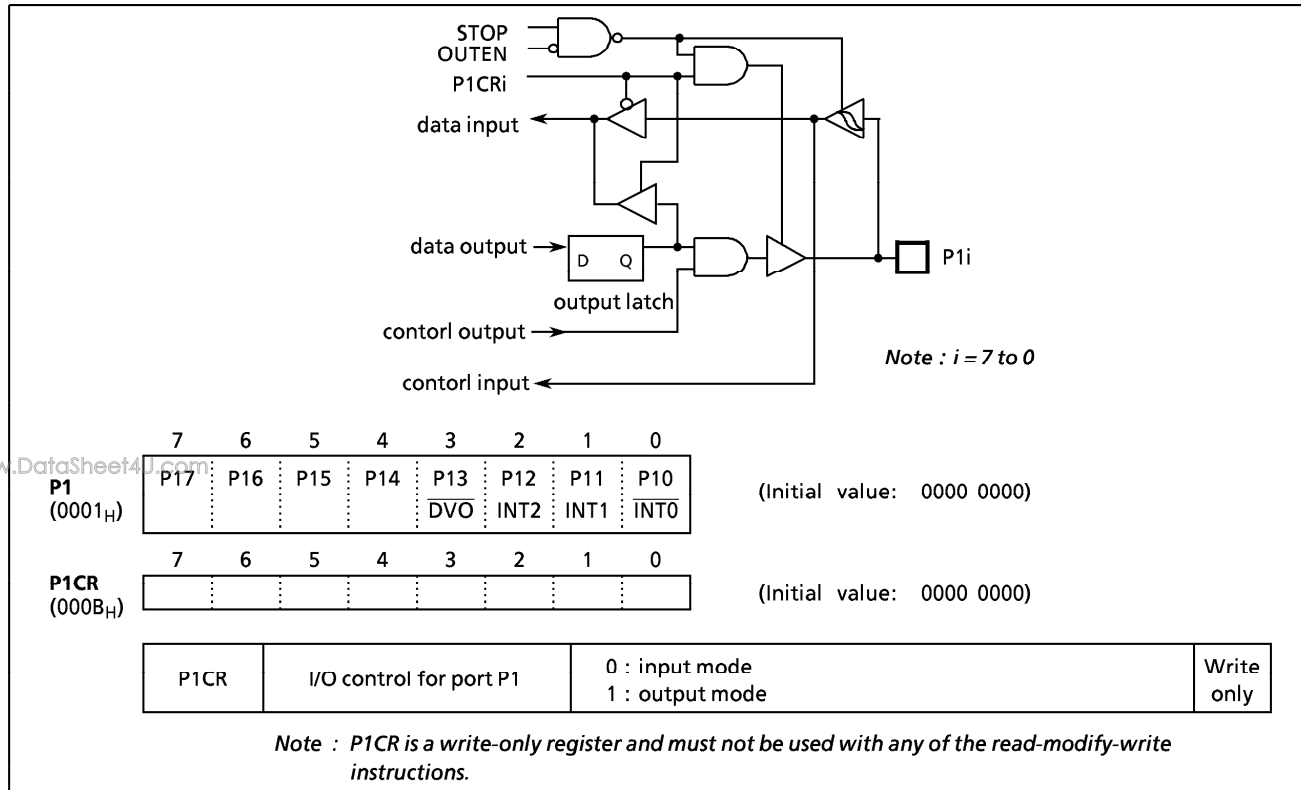 STOP
OUTEN
P1CRi
data input
data output
D Q
output latch
contorl output
contorl input
P1i
Note : i = 7 to 0
7 6 5 4 3 2 1 0
w.DataSheet4U.com
P1 P17 P16 P15 P14 P13 P12 P11 P10 (Initial value: 0000 0000)
(0001H) DVO INT2 INT1 INT0
7 6 5 4 3 2 1 0
P1CR
(000BH) (Initial value: 0000 0000)
P1CR I/O control for port P1 0 : input mode Write
1 : output mode only
Note : P1CR is a write-only register and must not be used with any of the read-modify-write
instructions.